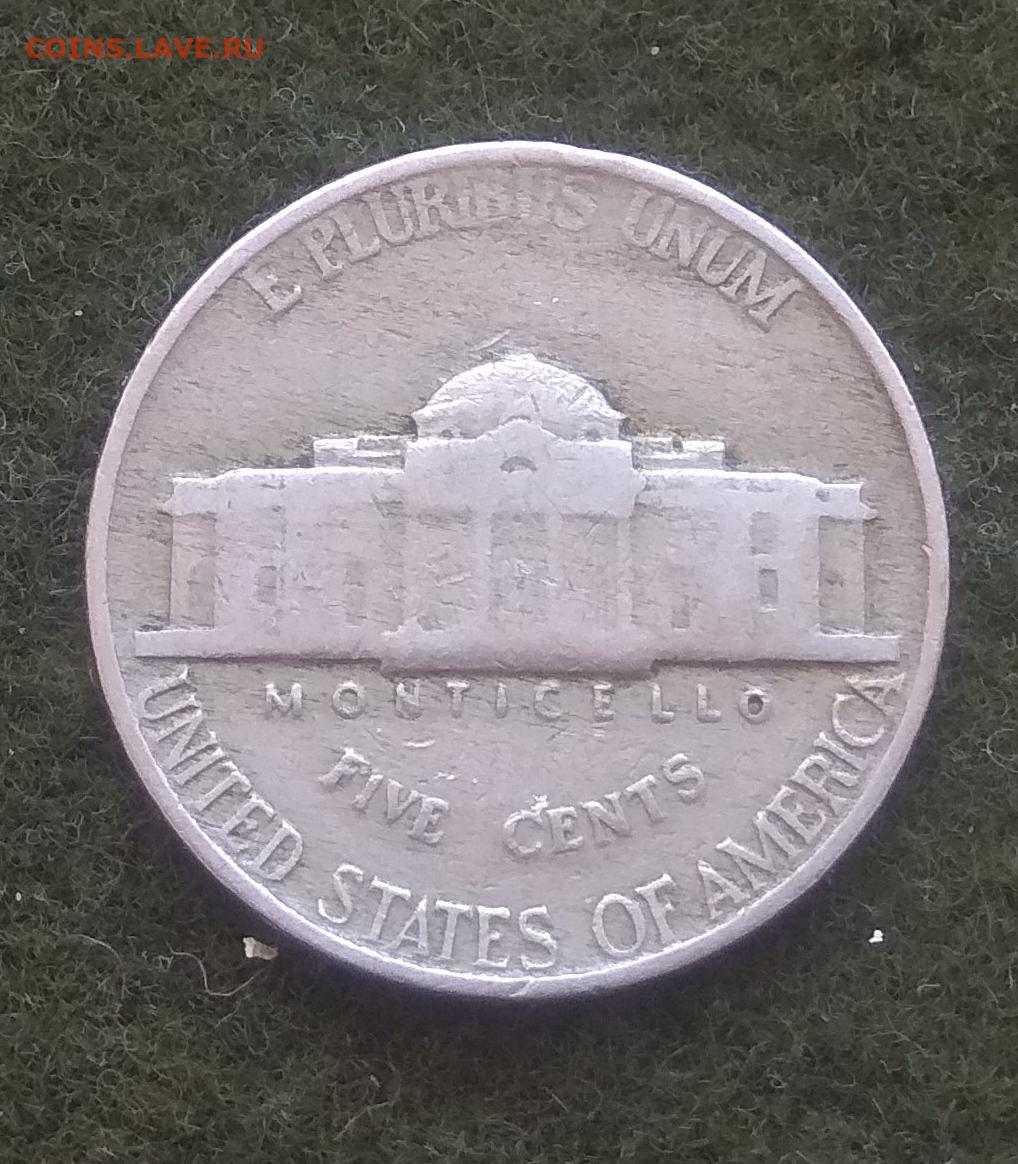 COINS.LAVE.RU
E PLURIBUS UNUM
MONTICELLO
FIVE CENTS
UNITED STATES OF AMERICA